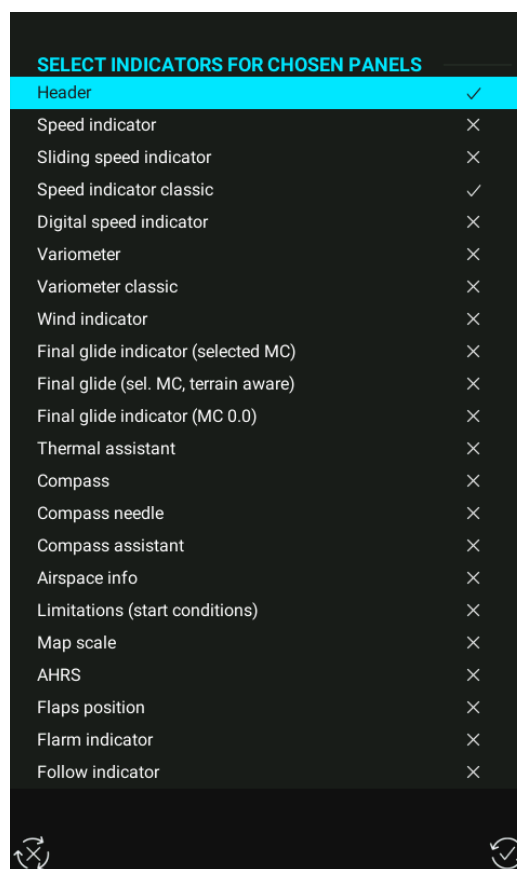 SELECT INDICATORS FOR CHOSEN PANELS
Header
Speed indicator
Sliding speed indicator
Speed indicator classic
Digital speed indicator
Variometer
Variometer classic
Wind indicator
Final glide indicator (selected MC)
Final glide (sel. MC, terrain aware)
Final glide indicator (MC 0.0)
Thermal assistant
Compass
Compass needle
Compass assistant
Airspace info
Limitations (start conditions)
Map scale
AHRS
Flaps position
Flarm indicator
Follow indicator